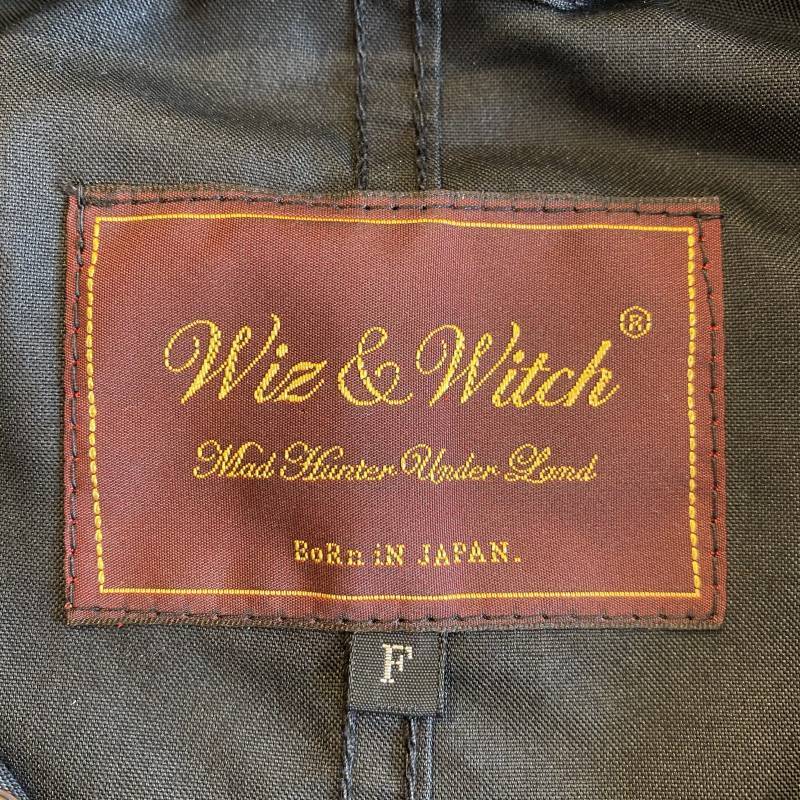 Wiz & Witch®
Mad Hunter Under Land
BoRn iN JAPAN.
F